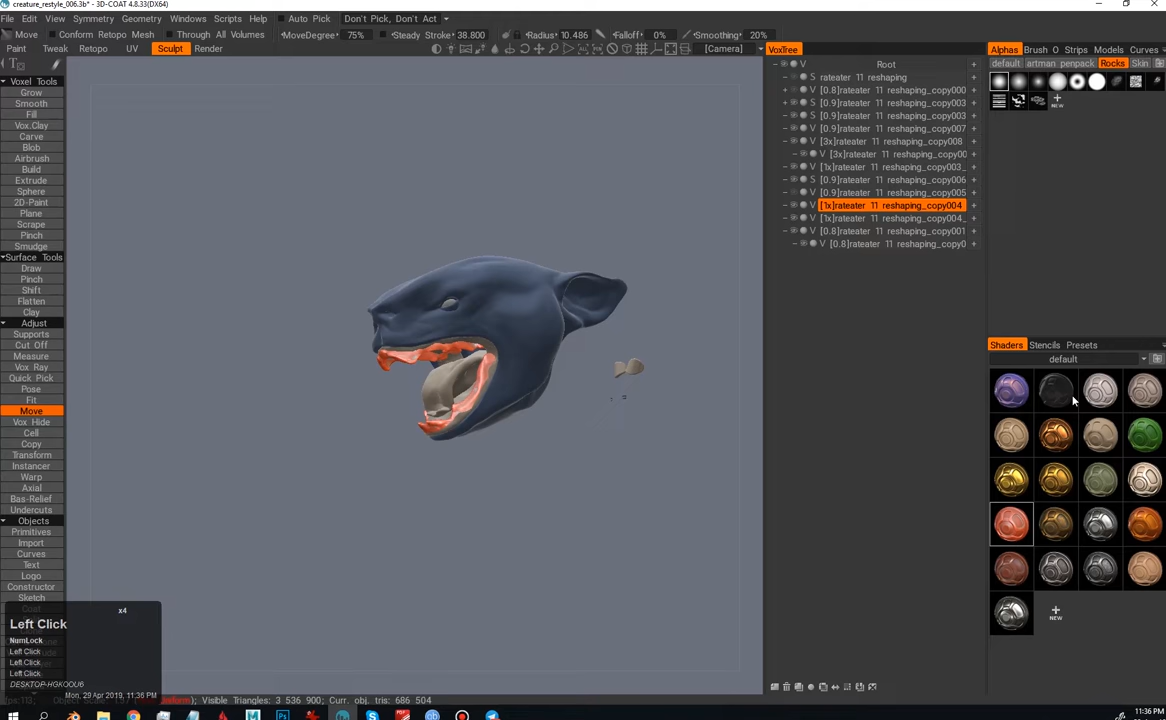 creature_restyle_006.3b* - 3D-COAT 4.8.33(DX64)
File Edit View Symmetry Geometry Windows Scripts Help Auto Pick Don't Pick, Don't Act
Move Conform Retopo Mesh Through All Volumes MoveDegree 75% Steady Stroke 38.800 Radius 10.486 Falloff 0% Smoothing 20%
Paint Tweak Retopo UV Sculpt Render [Camera]
Voxel Tools
Grow
Smooth
Fill
Vox.Clay
Carve
Blob
Airbrush
Build
Extrude
Sphere
2D-Paint
Plane
Scrape
Pinch
Smudge
Surface Tools
Draw
Pinch
Shift
Flatten
Clay
Adjust
Supports
Cut Off
Measure
Vox Ray
Quick Pick
Pose
Fit
Move
Vox Hide
Cell
Copy
Transform
Instancer
Warp
Axial
Bas-Relief
Undercuts
Objects
Primitives
Import
Curves
Text
Logo
Constructor
Sketch
VoxTree
V Root +
S rateater 11 reshaping +
V [0.8]rateater 11 reshaping_copy000 +
S [0.9]rateater 11 reshaping_copy003 +
S [0.9]rateater 11 reshaping_copy003 +
V [0.9]rateater 11 reshaping_copy007 +
V [3x]rateater 11 reshaping_copy008 +
V [3x]rateater 11 reshaping_copy00 +
V [1x]rateater 11 reshaping_copy003_ +
S [0.9]rateater 11 reshaping_copy006 +
V [0.9]rateater 11 reshaping_copy005 +
V [1x]rateater 11 reshaping_copy004 +
V [1x]rateater 11 reshaping_copy004_ +
V [0.8]rateater 11 reshaping_copy001 +
V [0.8]rateater 11 reshaping_copy0 +
Alphas Brush O Strips Models Curves
default artman penpack Rocks Skin
NEW
Shaders Stencils Presets
default
NEW
x4
Left Click
NumLock
Left Click
Left Click
Left Click
DESKTOP-HGKOOU6
Mon, 29 Apr 2019, 11:36 PM
Visible Triangles: 3 536 900; Curr. obj. tris: 686 504
11:36 PM